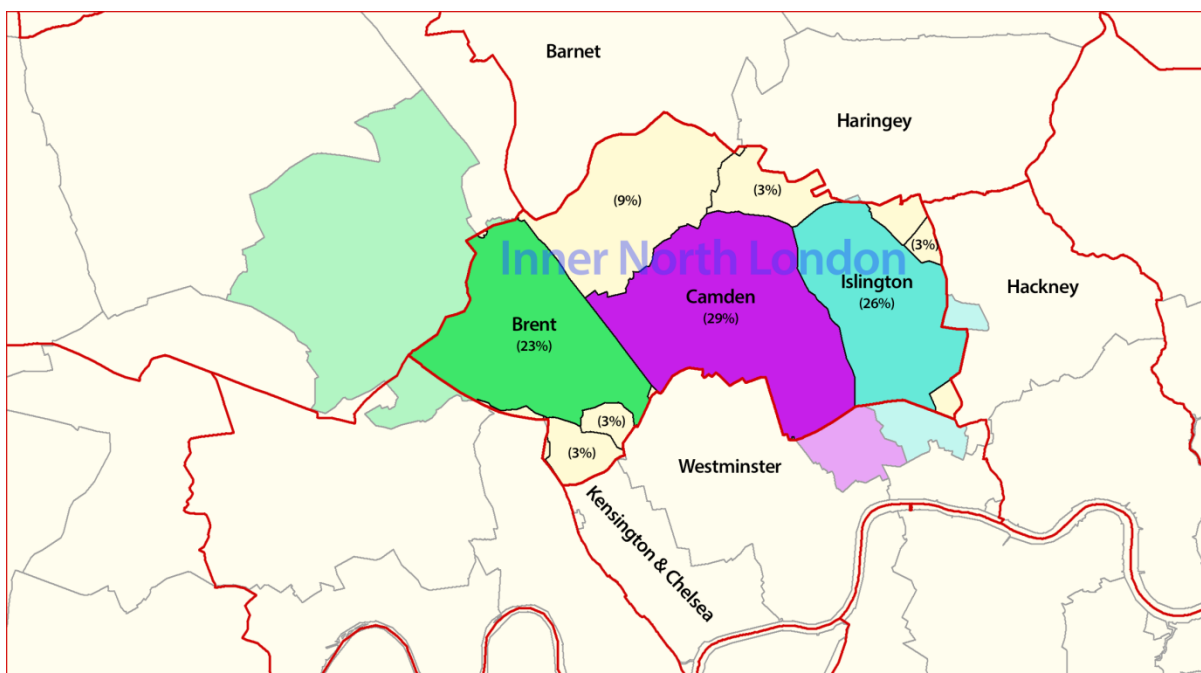 Barnet
Haringey
(9%)
(3%)
(3%)
Inner North London
Camden
(29%)
Islington
(26%)
Hackney
Brent
(23%)
(3%)
(3%)
Westminster
Kensington & Chelsea